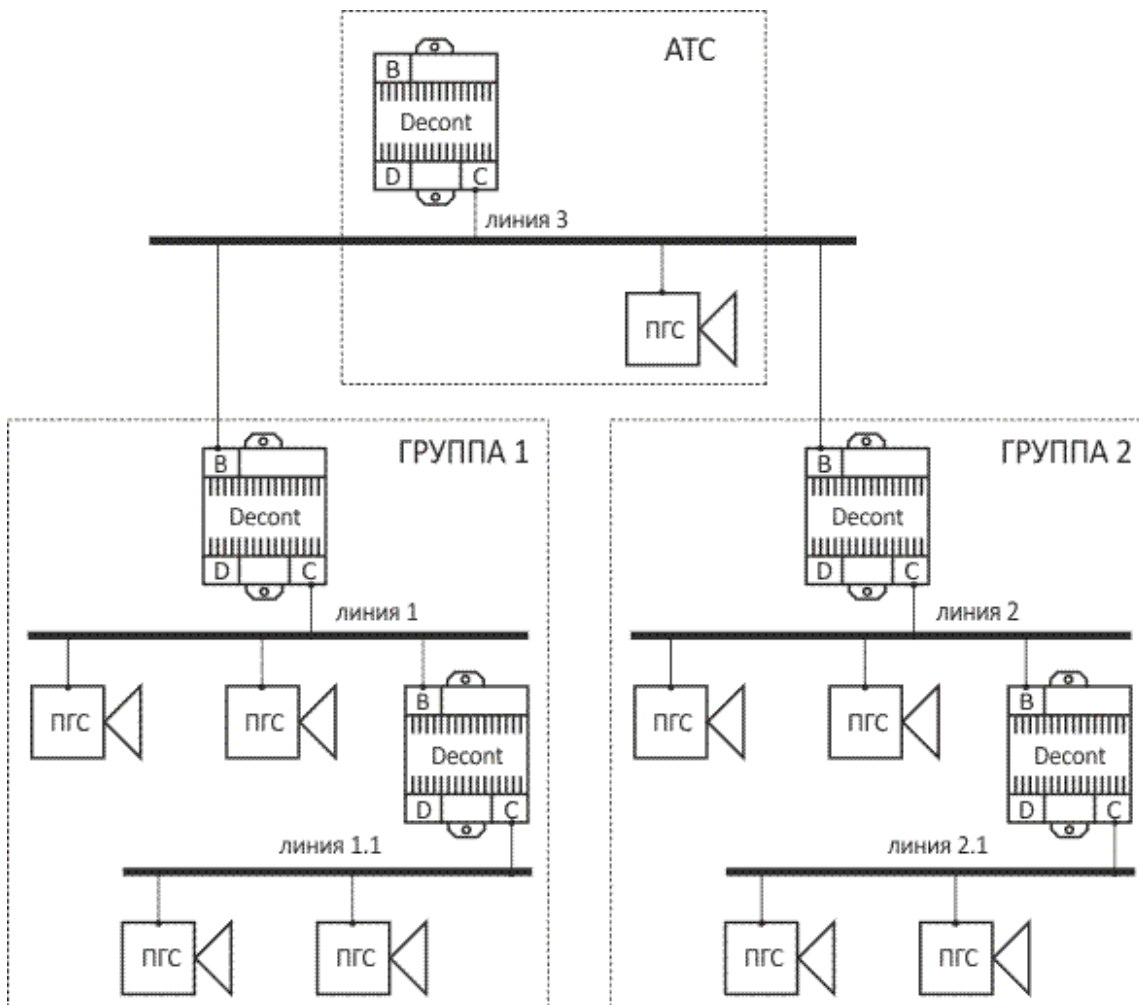 АТС
B
Decont
D
C
линия 3
ПГС
ГРУППА 1
B
Decont
D
C
линия 1
ПГС
ПГС
B
Decont
D
C
линия 1.1
ПГС
ПГС
ГРУППА 2
B
Decont
D
C
линия 2
ПГС
ПГС
B
Decont
D
C
линия 2.1
ПГС
ПГС